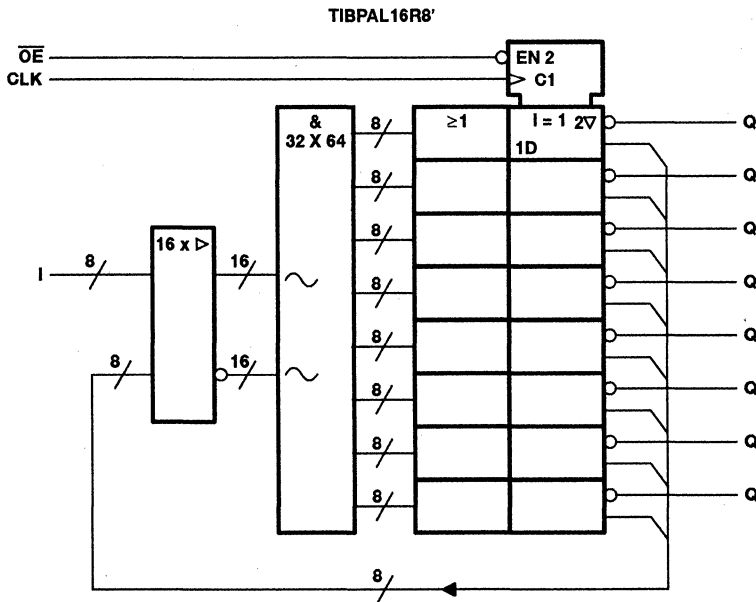 TIBPAL16R8'
OE
EN 2
CLK
C1
&
32 X 64
8
≥1
I = 1
2▽
Q
1D
8
Q
8
Q
16 x ▷
I
8
16
8
Q
8
Q
8
16
8
Q
8
Q
8
Q
8